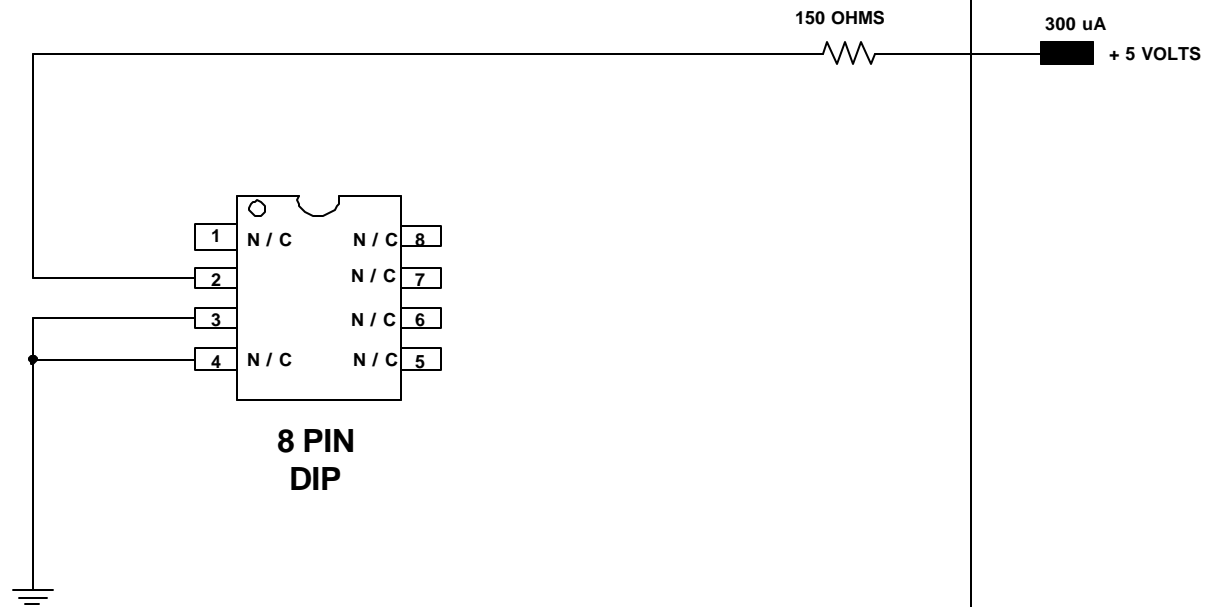 150 OHMS
300 uA
+ 5 VOLTS
1 N / C N / C 8
2 N / C 7
3 N / C 6
4 N / C N / C 5
8 PIN
DIP